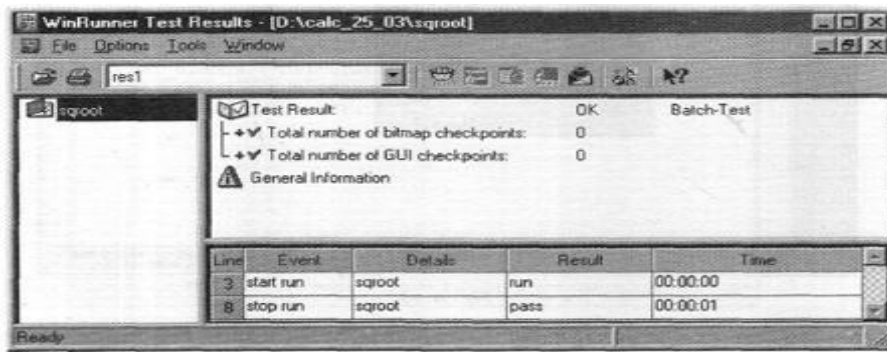 WinRunner Test Results - [D:\calc_25_03\sqroot]
File Options Tools Window
res1
sqroot
Test Result: OK Batch-Test
Total number of bitmap checkpoints: 0
Total number of GUI checkpoints: 0
General Information
Line Event Details Result Time
3 start run sqroot run 00:00:00
8 stop run sqroot pass 00:00:01
Ready